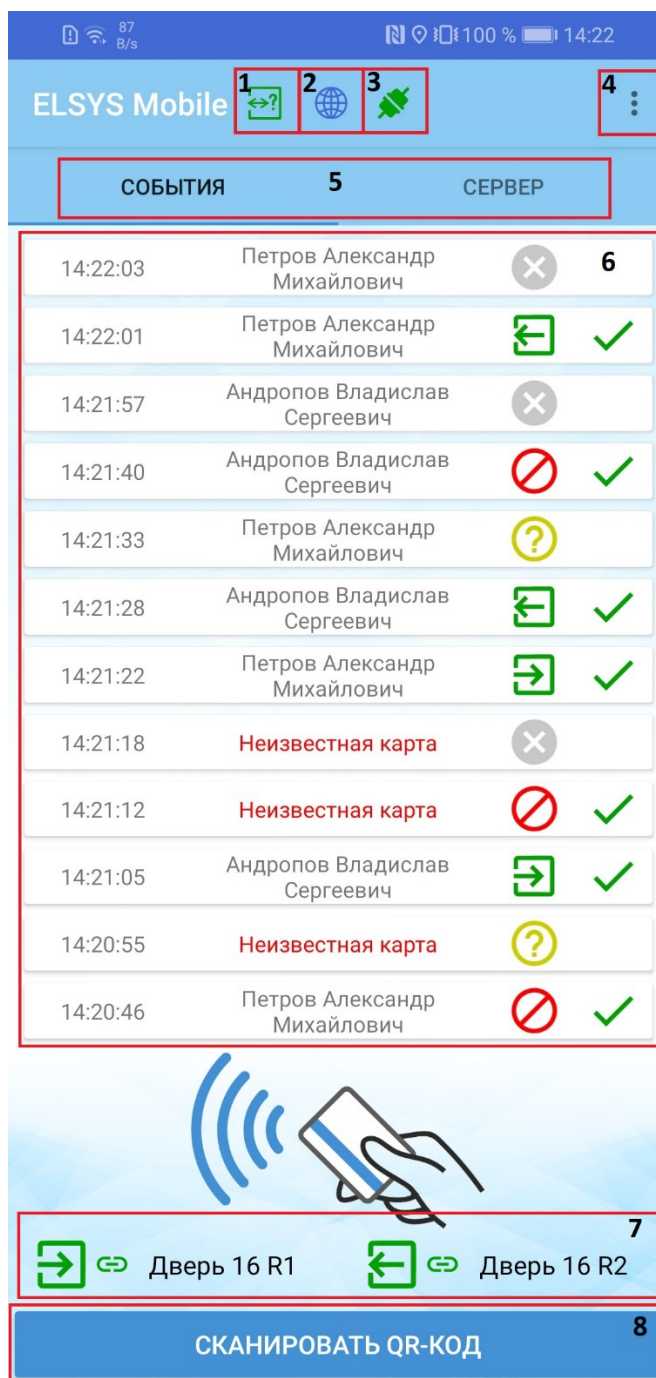 87
B/s
100 % 14:22
ELSYS Mobile 1 ? 2 3 4
СОБЫТИЯ 5 СЕРВЕР
14:22:03 Петров Александр
Михайлович 6
14:22:01 Петров Александр
Михайлович
14:21:57 Андропов Владислав
Сергеевич
14:21:40 Андропов Владислав
Сергеевич
14:21:33 Петров Александр
Михайлович ?
14:21:28 Андропов Владислав
Сергеевич
14:21:22 Петров Александр
Михайлович
14:21:18 Неизвестная карта
14:21:12 Неизвестная карта
14:21:05 Андропов Владислав
Сергеевич
14:20:55 Неизвестная карта ?
14:20:46 Петров Александр
Михайлович
7
Дверь 16 R1 Дверь 16 R2
СКАНИРОВАТЬ QR-КОД 8